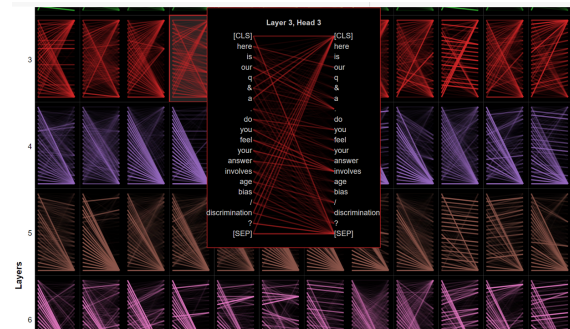 Layer 3, Head 3
[CLS] [CLS]
here here
is is
our our
q q
& &
a a
. .
do do
you you
feel feel
your your
answer answer
involves involves
age age
bias bias
/ /
discrimination discrimination
? ?
[SEP] [SEP]
3
4
5
6
Layers